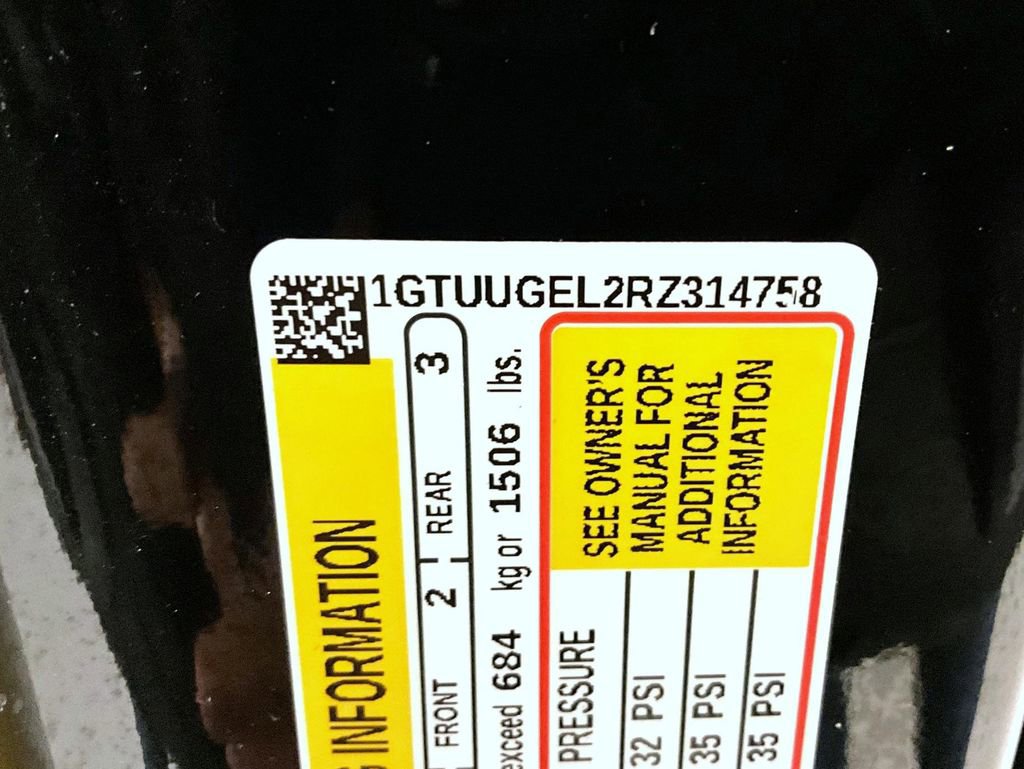 1GTUUGEL2RZ314758
INFORMATION
FRONT 2 REAR 3
exceed 684 kg or 1506 lbs.
PRESSURE
32 PSI
35 PSI
35 PSI
SEE OWNER'S
MANUAL FOR
ADDITIONAL
INFORMATION